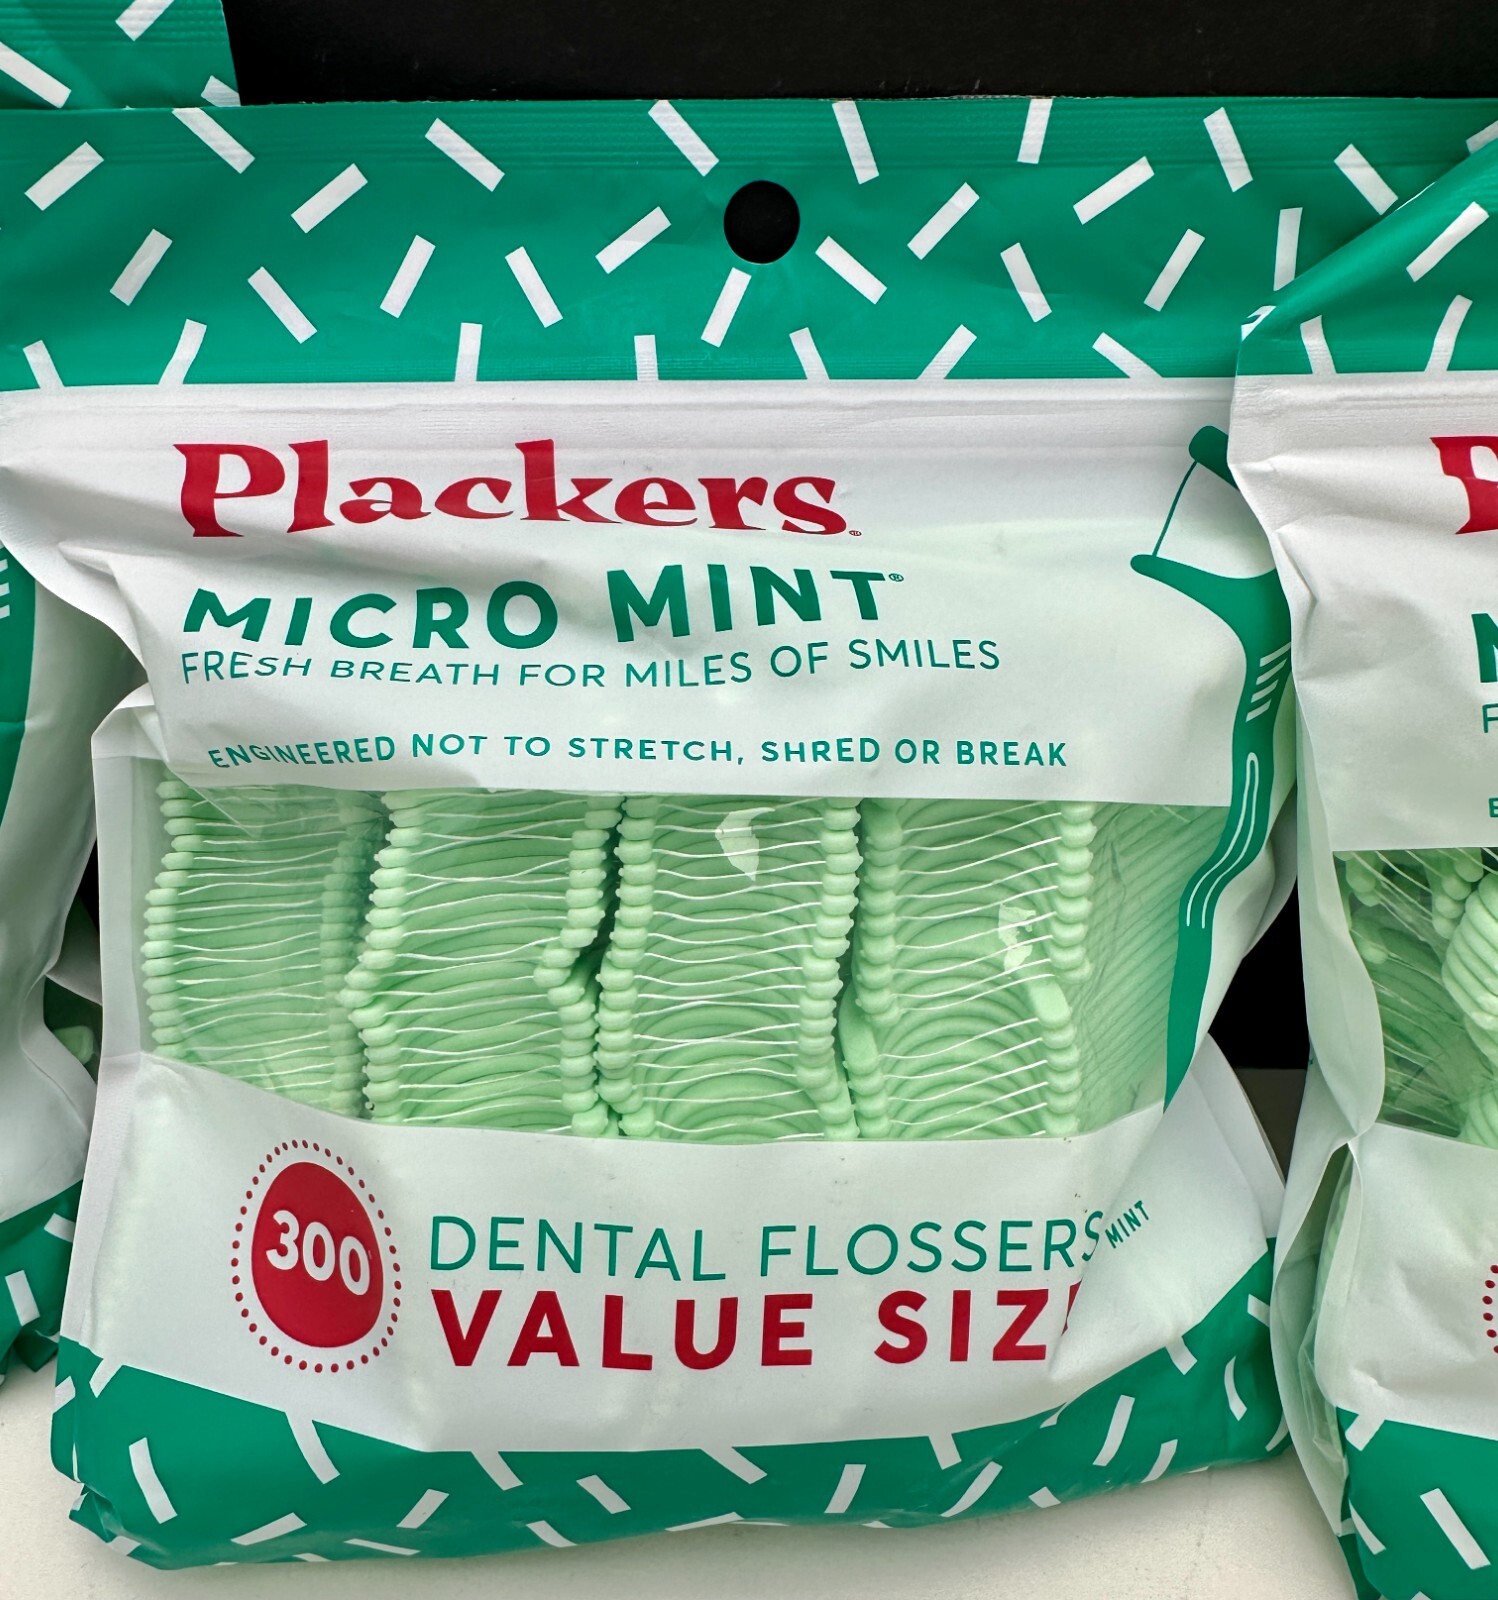 Plackers®
MICRO MINT®
FRESH BREATH FOR MILES OF SMILES
ENGINEERED NOT TO STRETCH, SHRED OR BREAK
300
DENTAL FLOSSERS MINT
VALUE SIZ